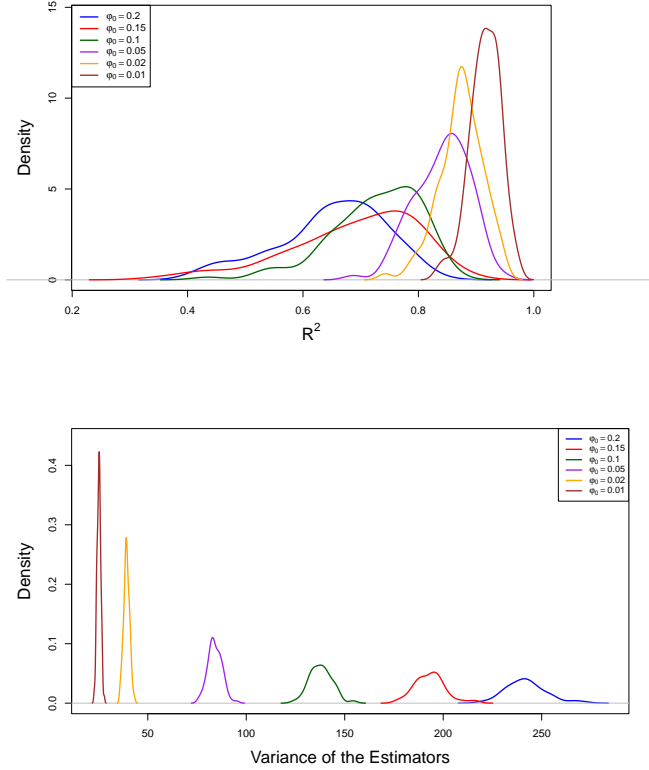 15
φ₀ = 0.2
φ₀ = 0.15
φ₀ = 0.1
φ₀ = 0.05
φ₀ = 0.02
φ₀ = 0.01
10
Density
5
0
0.2 0.4 0.6 0.8 1.0
R²
φ₀ = 0.2
φ₀ = 0.15
φ₀ = 0.1
φ₀ = 0.05
φ₀ = 0.02
φ₀ = 0.01
0.4
0.3
Density
0.2
0.1
0.0
50 100 150 200 250
Variance of the Estimators